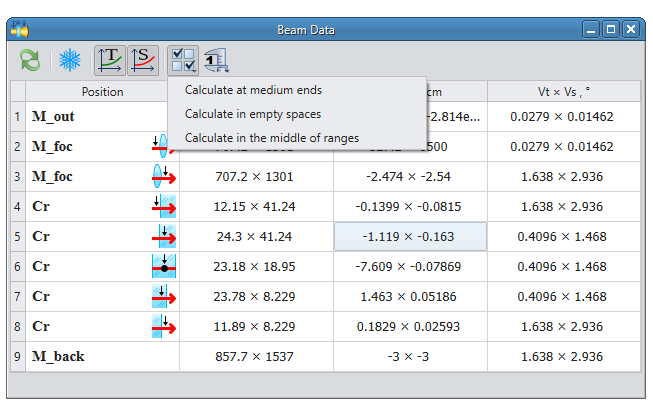 Beam Data
T S 1
Calculate at medium ends
Calculate in empty spaces
Calculate in the middle of ranges
Position cm Vt × Vs , °
1 M_out -2.814e... 0.0279 × 0.01462
2 M_foc 0.0279 × 0.01462
3 M_foc 707.2 × 1301 -2.474 × -2.54 1.638 × 2.936
4 Cr 12.15 × 41.24 -0.1399 × -0.0815 1.638 × 2.936
5 Cr 24.3 × 41.24 -1.119 × -0.163 0.4096 × 1.468
6 Cr 23.18 × 18.95 -7.609 × -0.07869 0.4096 × 1.468
7 Cr 23.78 × 8.229 1.463 × 0.05186 0.4096 × 1.468
8 Cr 11.89 × 8.229 0.1829 × 0.02593 1.638 × 2.936
9 M_back 857.7 × 1537 -3 × -3 1.638 × 2.936